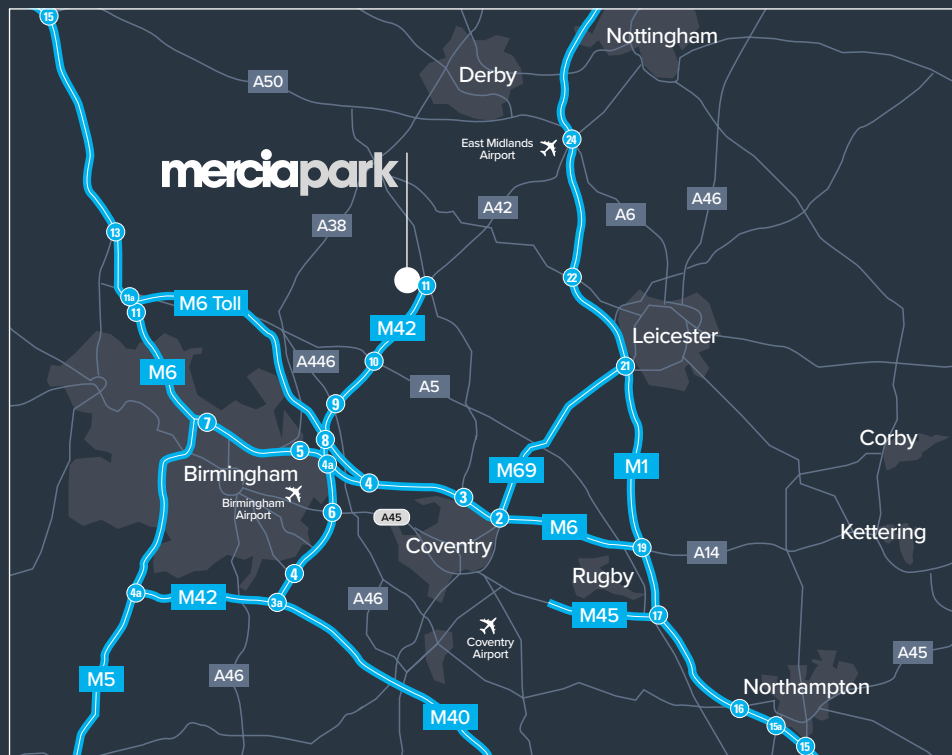 15
Nottingham
Derby
A50
East Midlands
Airport
24
merciapark
A42
A6
A46
A38
13
22
11
11a
11
M6 Toll
M42
Leicester
10
A446
21
M6
A5
9
7
8
Corby
5
4a
M69
M1
Birmingham
4
3
Birmingham
Airport
6
A45
2
M6
Kettering
Coventry
19
A14
4
Rugby
4a
M42
3a
A46
M45
17
Coventry
Airport
A45
M5
A46
Northampton
M40
16
15a
15